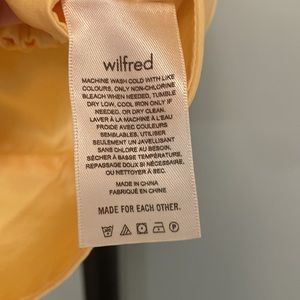 wilfred
MACHINE WASH COLD WITH LIKE
COLOURS, ONLY NON-CHLORINE
BLEACH WHEN NEEDED, TUMBLE
DRY LOW, COOL IRON ONLY IF
NEEDED, OR DRY CLEAN.
LAVER À LA MACHINE À L'EAU
FROIDE AVEC COULEURS
SEMBLABLES, UTILISER
SEULEMENT UN JAVELLISANT
SANS CHLORE AU BESOIN,
SÉCHER À BASSE TEMPÉRATURE,
REPASSAGE DOUX SI NÉCESSAIRE,
OU NETTOYER À SEC.
MADE IN CHINA
FABRIQUÉ EN CHINE
MADE FOR EACH OTHER.